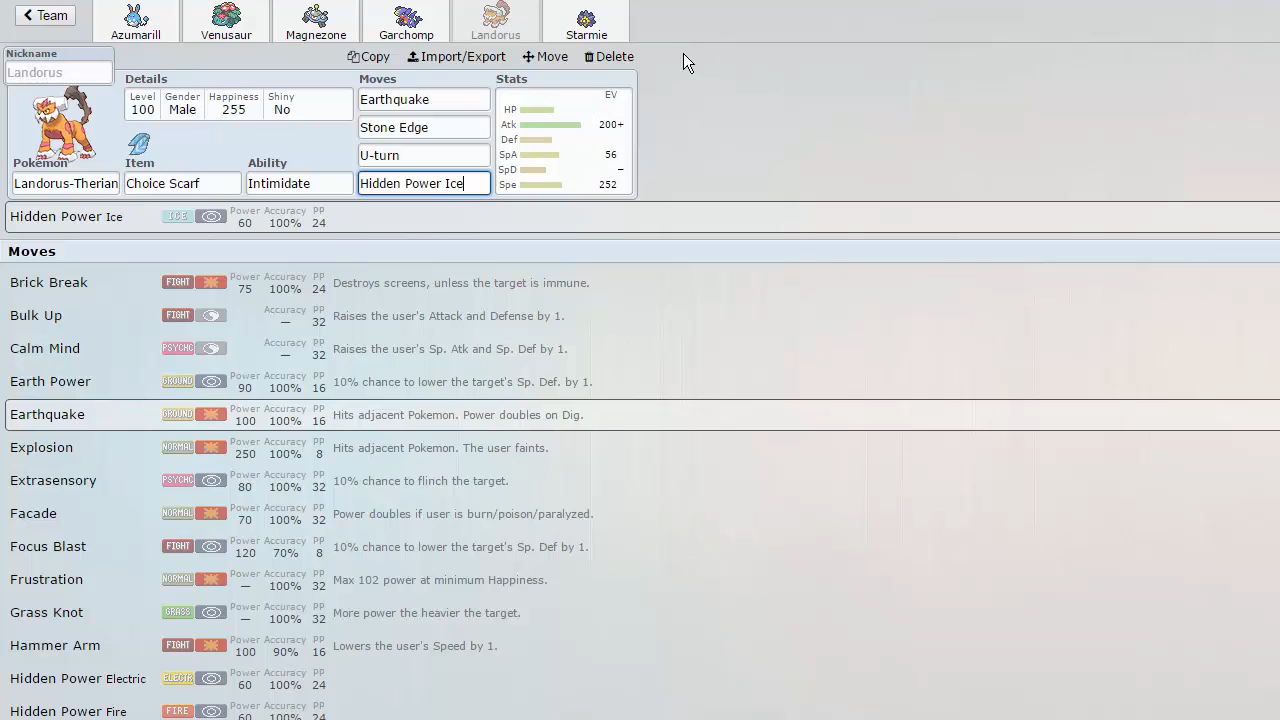 Team
Azumarill Venusaur Magnezone Garchomp Landorus Starmie
Nickname
Landorus
Copy Import/Export Move Delete
Details Moves Stats
Level Gender Happiness Shiny
100 Male 255 No
Earthquake
Stone Edge
U-turn
Hidden Power Ice
EV
HP
Atk 200+
Def
SpA 56
SpD –
Spe 252
Pokémon Item Ability
Landorus-Therian Choice Scarf Intimidate
Hidden Power Ice ICE Power 60 Accuracy 100% PP 24
Moves
Brick Break FIGHT Power 75 Accuracy 100% PP 24 Destroys screens, unless the target is immune.
Bulk Up FIGHT Accuracy — PP 32 Raises the user's Attack and Defense by 1.
Calm Mind PSYCHC Accuracy — PP 32 Raises the user's Sp. Atk and Sp. Def by 1.
Earth Power GROUND Power 90 Accuracy 100% PP 16 10% chance to lower the target's Sp. Def. by 1.
Earthquake GROUND Power 100 Accuracy 100% PP 16 Hits adjacent Pokemon. Power doubles on Dig.
Explosion NORMAL Power 250 Accuracy 100% PP 8 Hits adjacent Pokemon. The user faints.
Extrasensory PSYCHC Power 80 Accuracy 100% PP 32 10% chance to flinch the target.
Facade NORMAL Power 70 Accuracy 100% PP 32 Power doubles if user is burn/poison/paralyzed.
Focus Blast FIGHT Power 120 Accuracy 70% PP 8 10% chance to lower the target's Sp. Def by 1.
Frustration NORMAL Power — Accuracy 100% PP 32 Max 102 power at minimum Happiness.
Grass Knot GRASS Power — Accuracy 100% PP 32 More power the heavier the target.
Hammer Arm FIGHT Power 100 Accuracy 90% PP 16 Lowers the user's Speed by 1.
Hidden Power Electric ELECTR Power 60 Accuracy 100% PP 24
Hidden Power Fire FIRE Power 60 Accuracy 100% PP 24